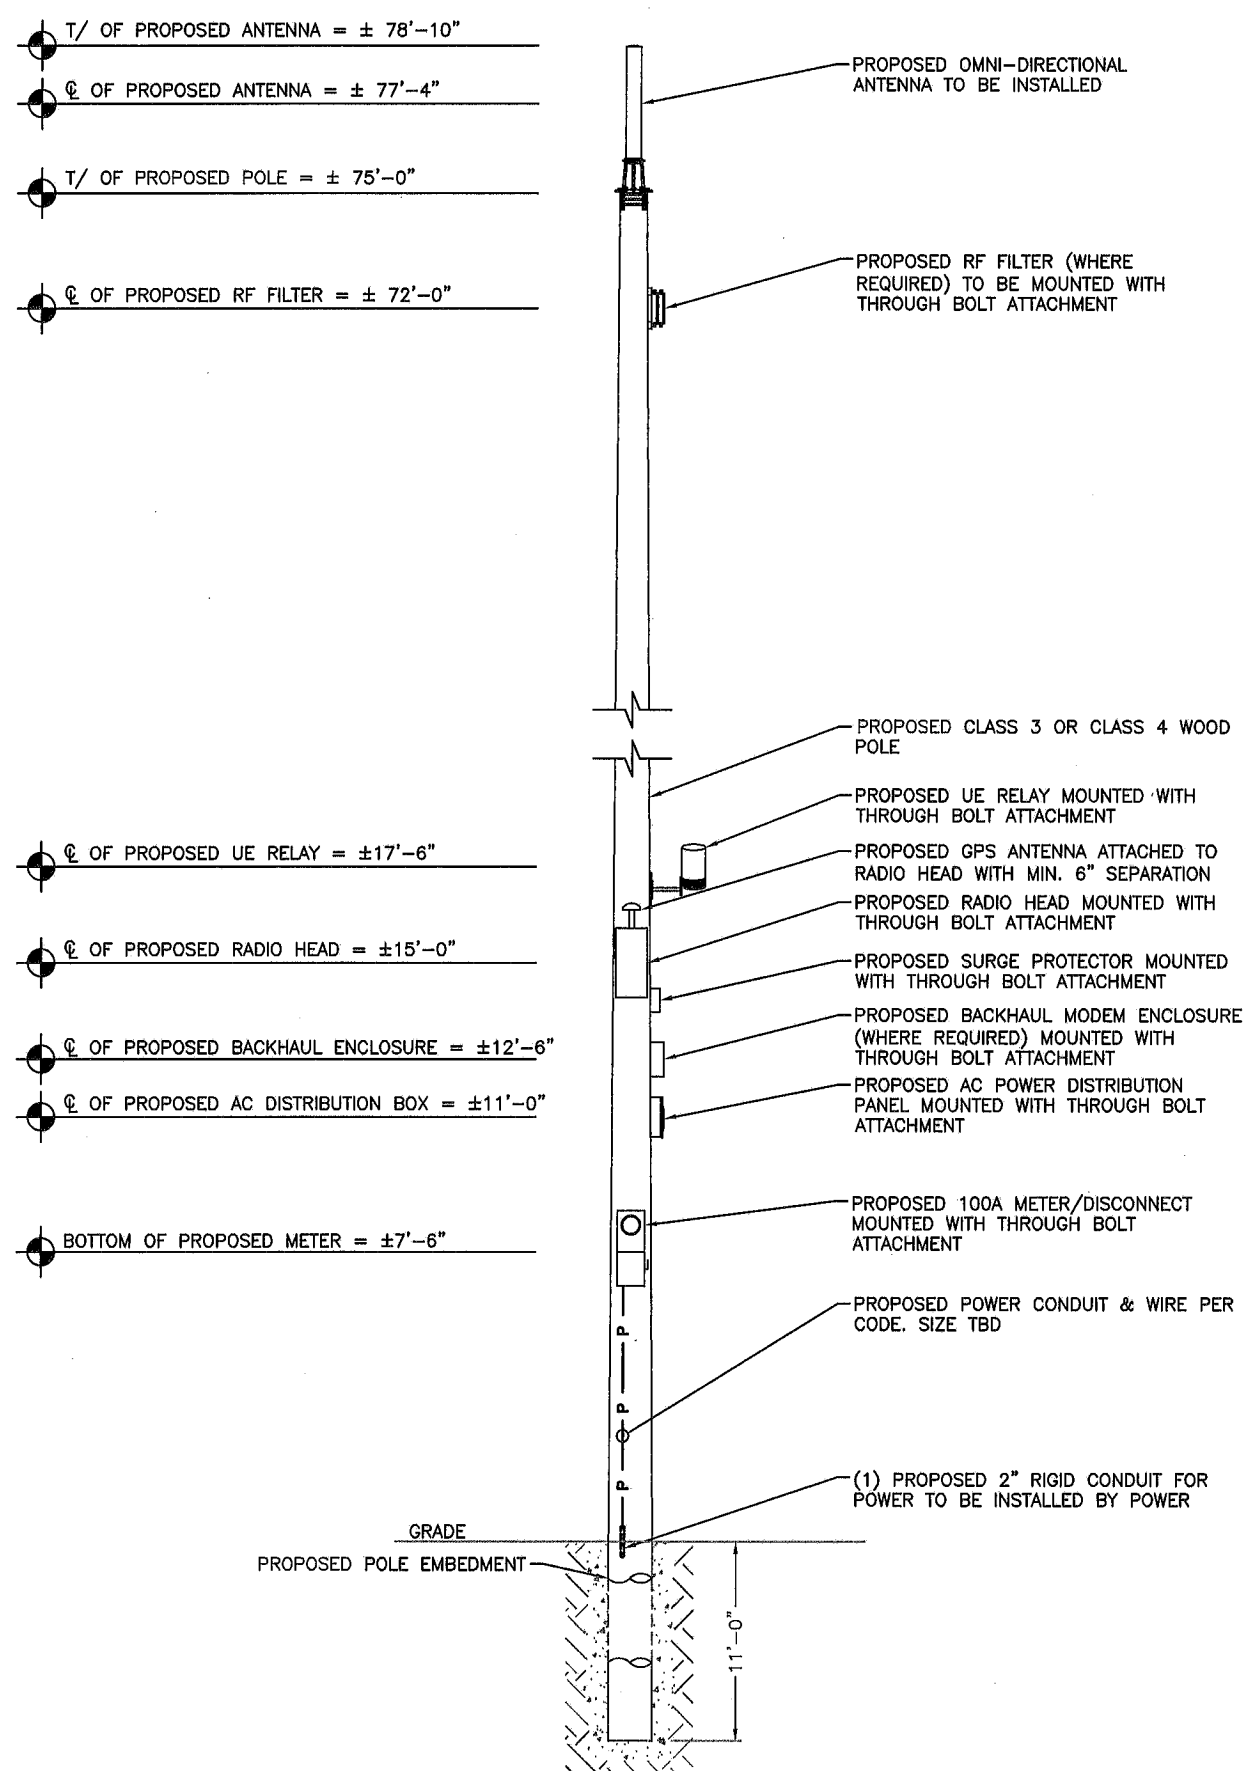 T/ OF PROPOSED ANTENNA = ± 78'-10"
℄ OF PROPOSED ANTENNA = ± 77'-4"
T/ OF PROPOSED POLE = ± 75'-0"
℄ OF PROPOSED RF FILTER = ± 72'-0"
℄ OF PROPOSED UE RELAY = ±17'-6"
℄ OF PROPOSED RADIO HEAD = ±15'-0"
℄ OF PROPOSED BACKHAUL ENCLOSURE = ±12'-6"
℄ OF PROPOSED AC DISTRIBUTION BOX = ±11'-0"
BOTTOM OF PROPOSED METER = ±7'-6"
PROPOSED OMNI-DIRECTIONAL
ANTENNA TO BE INSTALLED
PROPOSED RF FILTER (WHERE
REQUIRED) TO BE MOUNTED WITH
THROUGH BOLT ATTACHMENT
PROPOSED CLASS 3 OR CLASS 4 WOOD
POLE
PROPOSED UE RELAY MOUNTED WITH
THROUGH BOLT ATTACHMENT
PROPOSED GPS ANTENNA ATTACHED TO
RADIO HEAD WITH MIN. 6" SEPARATION
PROPOSED RADIO HEAD MOUNTED WITH
THROUGH BOLT ATTACHMENT
PROPOSED SURGE PROTECTOR MOUNTED
WITH THROUGH BOLT ATTACHMENT
PROPOSED BACKHAUL MODEM ENCLOSURE
(WHERE REQUIRED) MOUNTED WITH
THROUGH BOLT ATTACHMENT
PROPOSED AC POWER DISTRIBUTION
PANEL MOUNTED WITH THROUGH BOLT
ATTACHMENT
PROPOSED 100A METER/DISCONNECT
MOUNTED WITH THROUGH BOLT
ATTACHMENT
PROPOSED POWER CONDUIT & WIRE PER
CODE. SIZE TBD
(1) PROPOSED 2" RIGID CONDUIT FOR
POWER TO BE INSTALLED BY POWER
P
P
P
GRADE
PROPOSED POLE EMBEDMENT
11'-0"